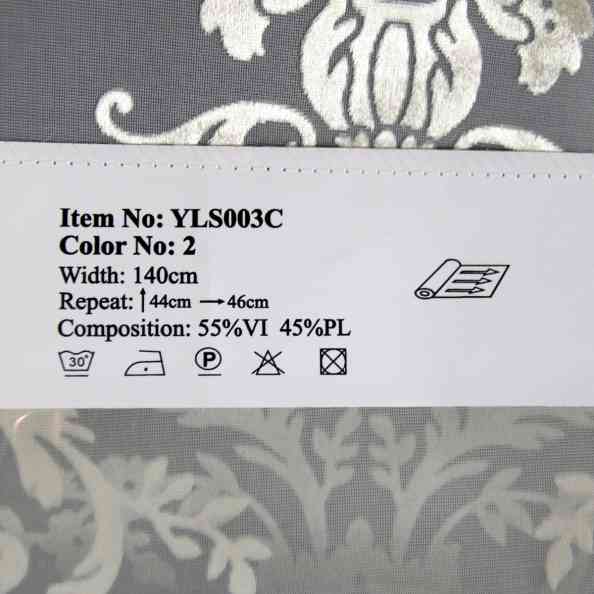 Item No: YLS003C
Color No: 2
Width: 140cm
Repeat: ↑44cm →46cm
Composition: 55%VI 45%PL
30° P